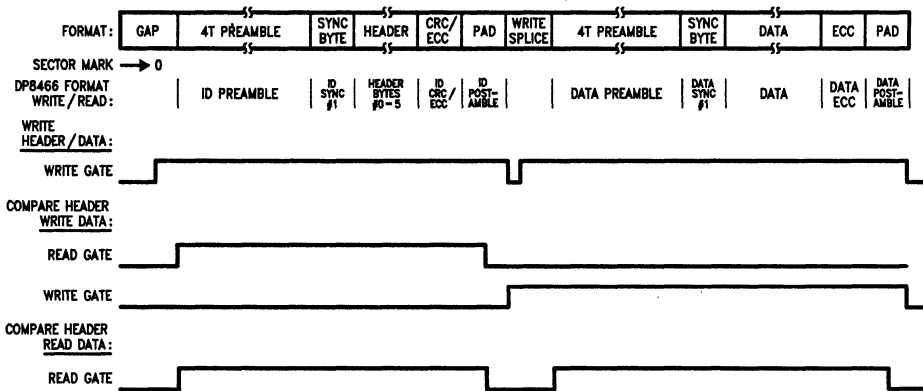 FORMAT: GAP 4T PREAMBLE SYNC BYTE HEADER CRC/ ECC PAD WRITE SPLICE 4T PREAMBLE SYNC BYTE DATA ECC PAD
SECTOR MARK → 0
DP8466 FORMAT WRITE/READ: ID PREAMBLE ID SYNC #1 HEADER BYTES #0-5 ID CRC/ ECC ID POST-AMBLE DATA PREAMBLE DATA SYNC #1 DATA DATA ECC DATA POST-AMBLE
WRITE
HEADER/DATA:
WRITE GATE
COMPARE HEADER
WRITE DATA:
READ GATE
WRITE GATE
COMPARE HEADER
READ DATA:
READ GATE